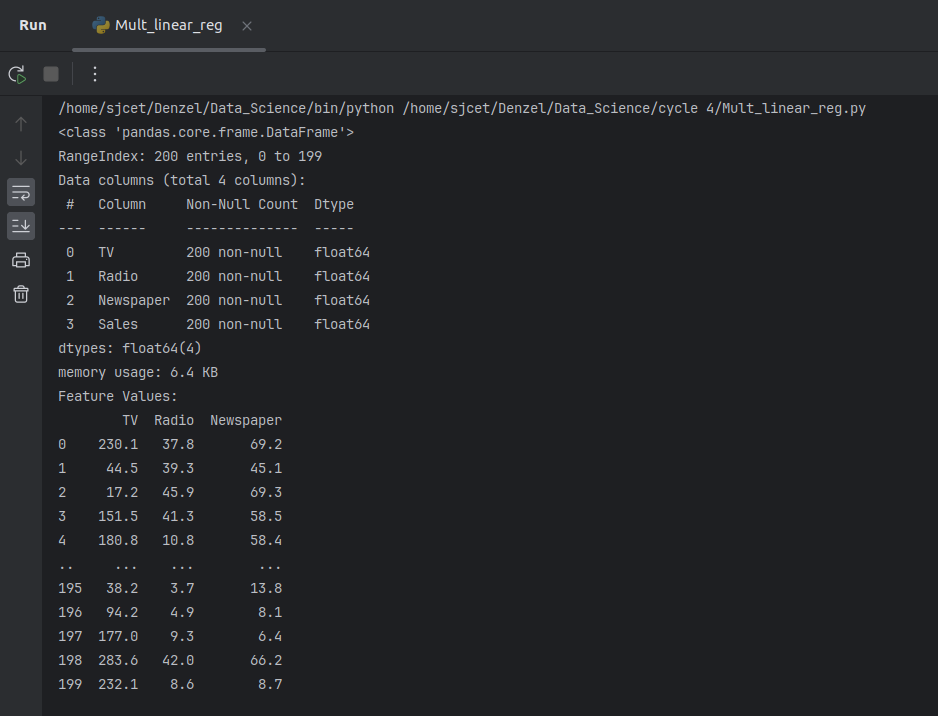 Run Mult_linear_reg
/home/sjcet/Denzel/Data_Science/bin/python /home/sjcet/Denzel/Data_Science/cycle 4/Mult_linear_reg.py
<class 'pandas.core.frame.DataFrame'>
RangeIndex: 200 entries, 0 to 199
Data columns (total 4 columns):
 #   Column     Non-Null Count  Dtype
---  ------     --------------  -----
 0   TV         200 non-null    float64
 1   Radio      200 non-null    float64
 2   Newspaper  200 non-null    float64
 3   Sales      200 non-null    float64
dtypes: float64(4)
memory usage: 6.4 KB
Feature Values:
        TV  Radio  Newspaper
0    230.1   37.8       69.2
1     44.5   39.3       45.1
2     17.2   45.9       69.3
3    151.5   41.3       58.5
4    180.8   10.8       58.4
..     ...    ...        ...
195   38.2    3.7       13.8
196   94.2    4.9        8.1
197  177.0    9.3        6.4
198  283.6   42.0       66.2
199  232.1    8.6        8.7